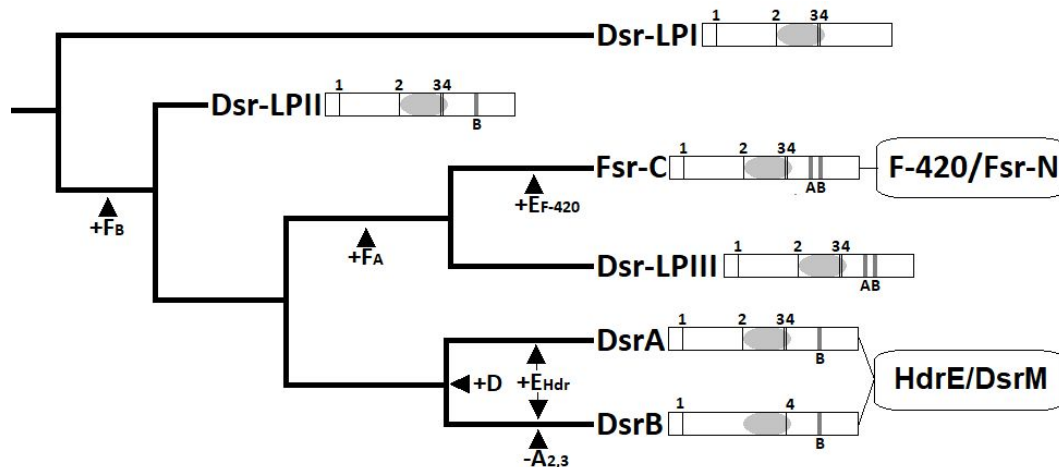 1 2 34
Dsr-LPI
1 2 34
Dsr-LPII
B
1 2 34
Fsr-C
F-420/Fsr-N
AB
+EF-420
+FB
+FA
1 2 34
Dsr-LPIII
AB
1 2 34
DsrA
B
+D
+EHdr
HdrE/DsrM
1 4
DsrB
B
-A2,3